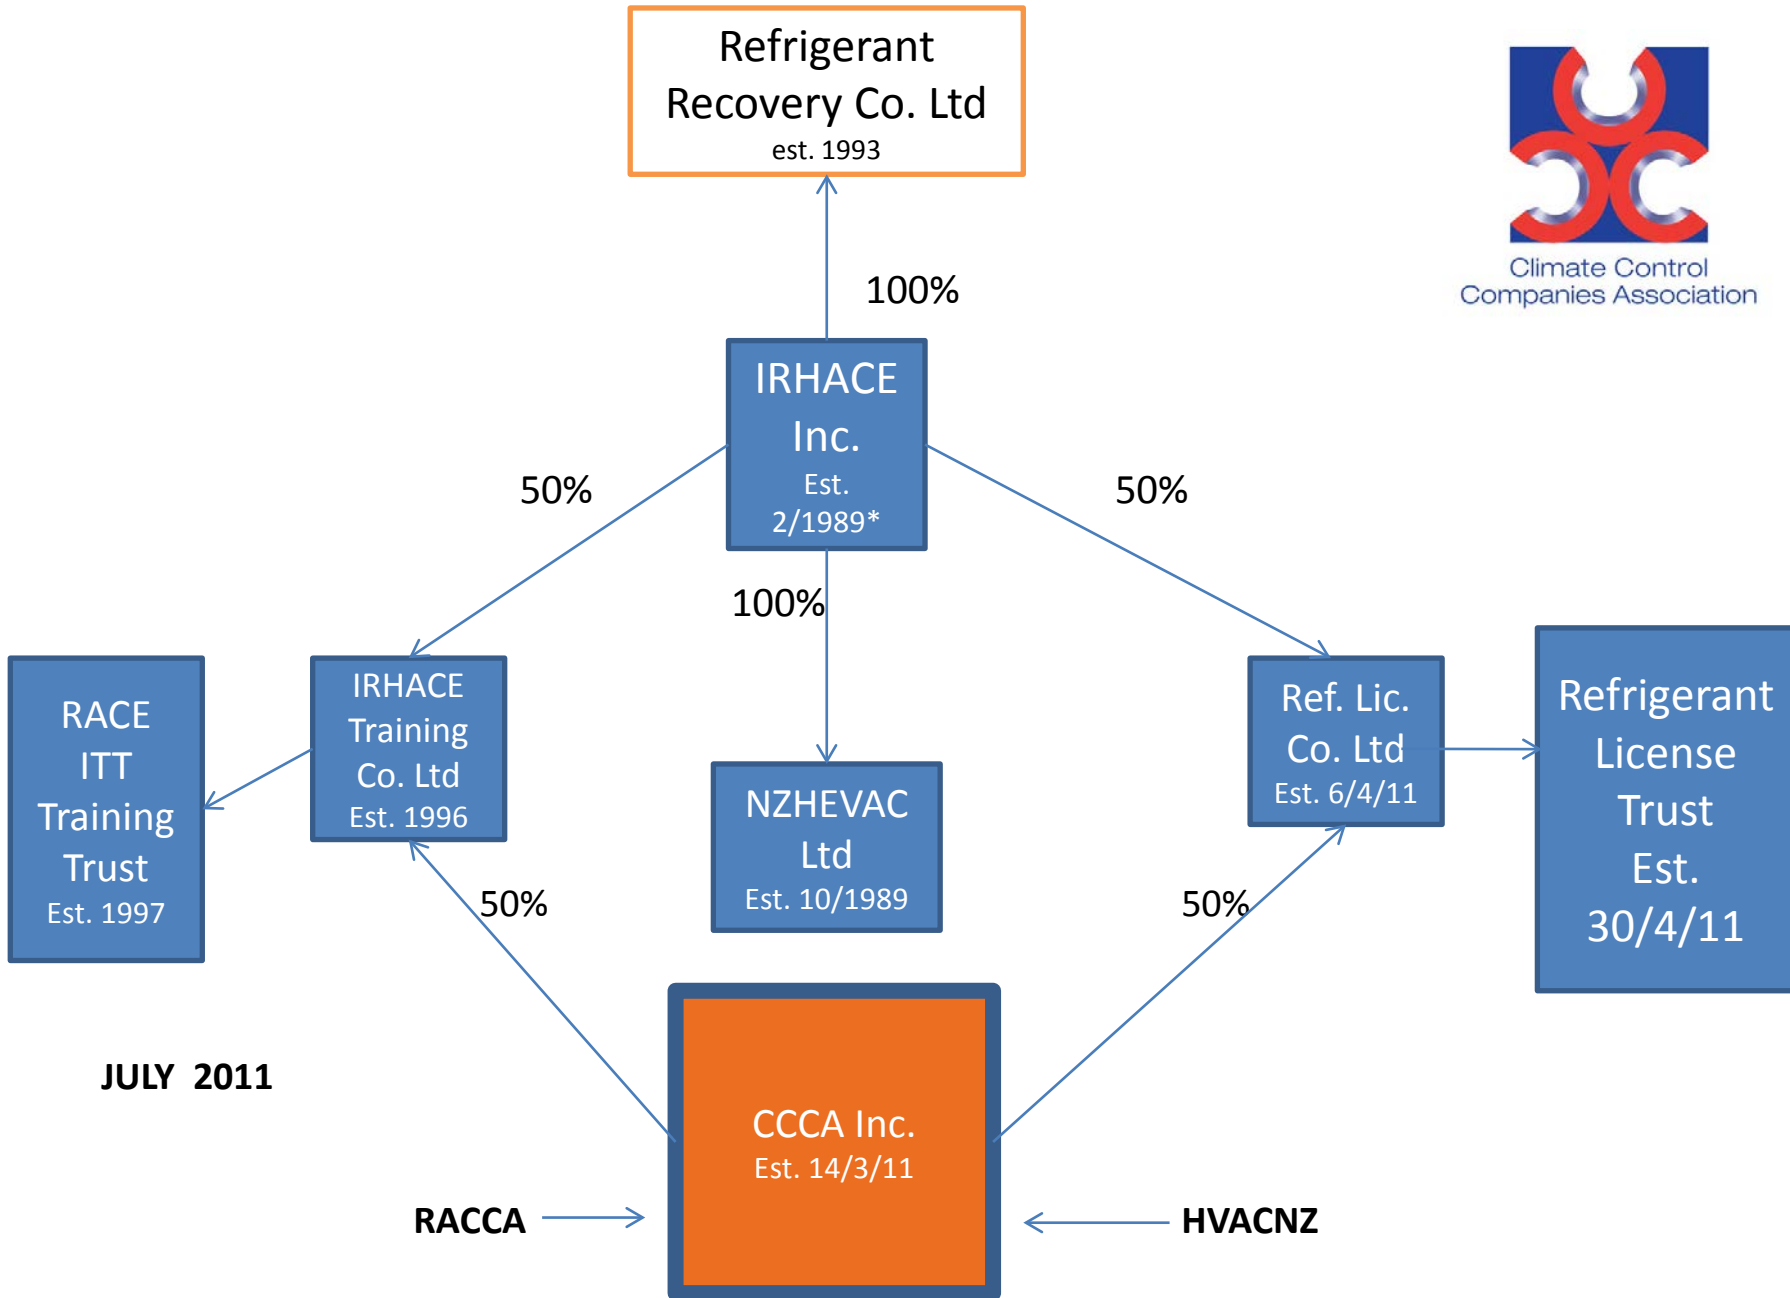 Refrigerant
Recovery Co. Ltd
est. 1993
Climate Control
Companies Association
100%
IRHACE
Inc.
Est.
2/1989*
50%
50%
100%
RACE
ITT
Training
Trust
Est. 1997
IRHACE
Training
Co. Ltd
Est. 1996
NZHEVAC
Ltd
Est. 10/1989
Ref. Lic.
Co. Ltd
Est. 6/4/11
Refrigerant
License
Trust
Est.
30/4/11
50%
50%
JULY 2011
CCCA Inc.
Est. 14/3/11
RACCA
HVACNZ